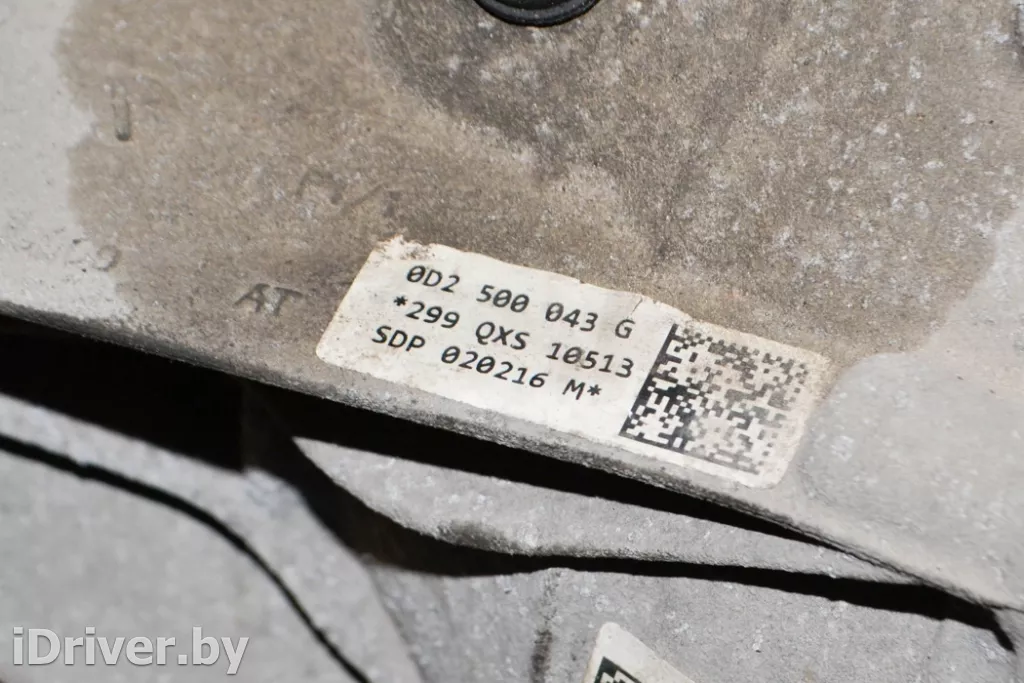 AT
0D2 500 043 G
*299 QXS 10513
SDP 020216 M*
iDriver.by